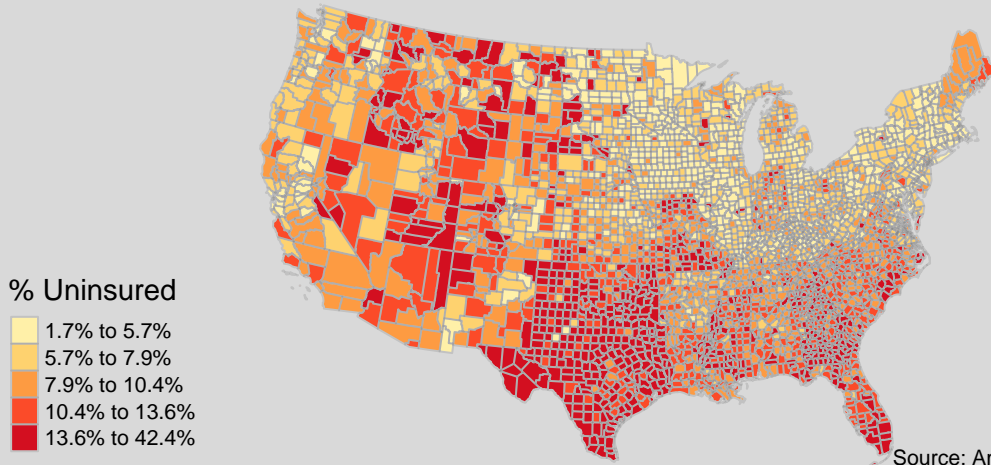 % Uninsured
1.7% to 5.7%
5.7% to 7.9%
7.9% to 10.4%
10.4% to 13.6%
13.6% to 42.4%
Source: